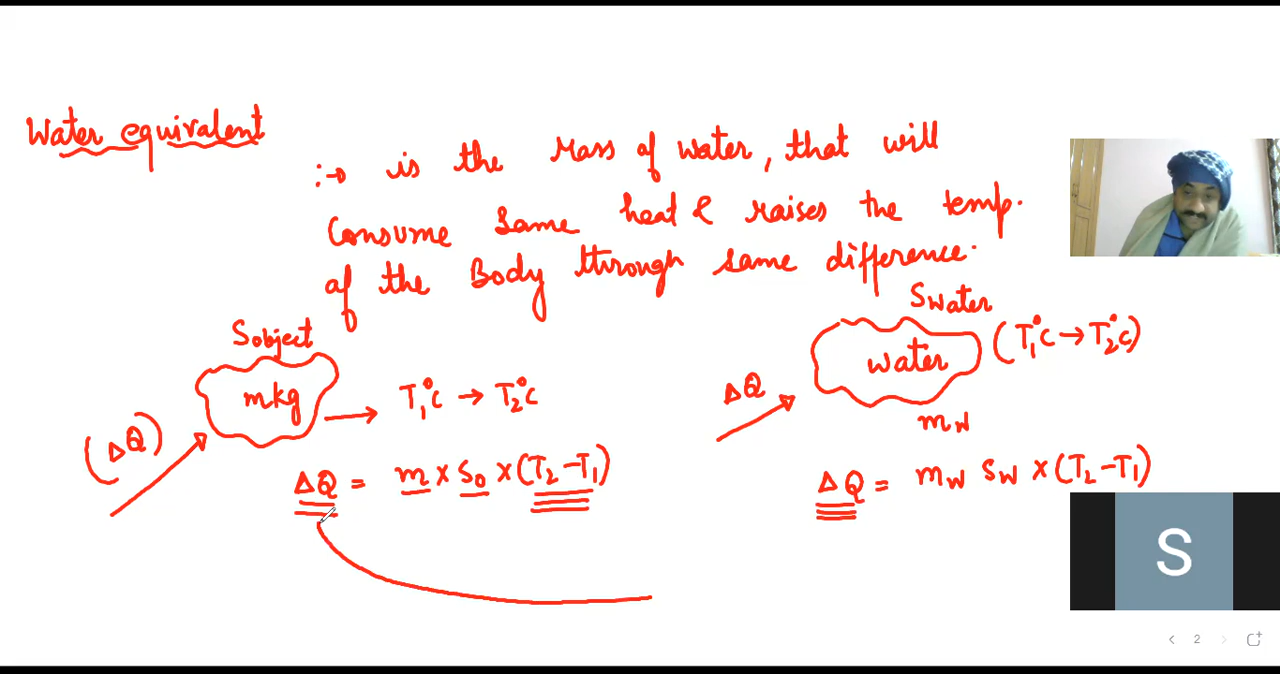 Water equivalent
:→ is the Mass of water, that will
Consume same heat & raises the temp.
of the Body through same difference.
Sobject
mkg
(ΔQ)
T₁°C → T₂°C
ΔQ = m × S₀ × (T₂ – T₁)
Swater
water
(T₁°C → T₂°C)
ΔQ
mW
ΔQ = mW SW × (T₂ – T₁)
S
2